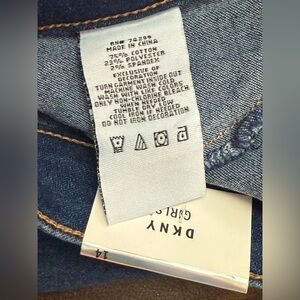 RN# 74299
MADE IN CHINA
75% COTTON
23% POLYESTER
2% SPANDEX
EXCLUSIVE OF
DECORATION
TURN GARMENT INSIDE OUT
MACHINE WASH COLD
WASH WITH LIKE COLORS
ONLY NON-CHLORINE BLEACH
WHEN NEEDED
TUMBLE DRY LOW
COOL IRON IF NEEDED
DO NOT IRON DECORATION
DKNY
GIRLS
14